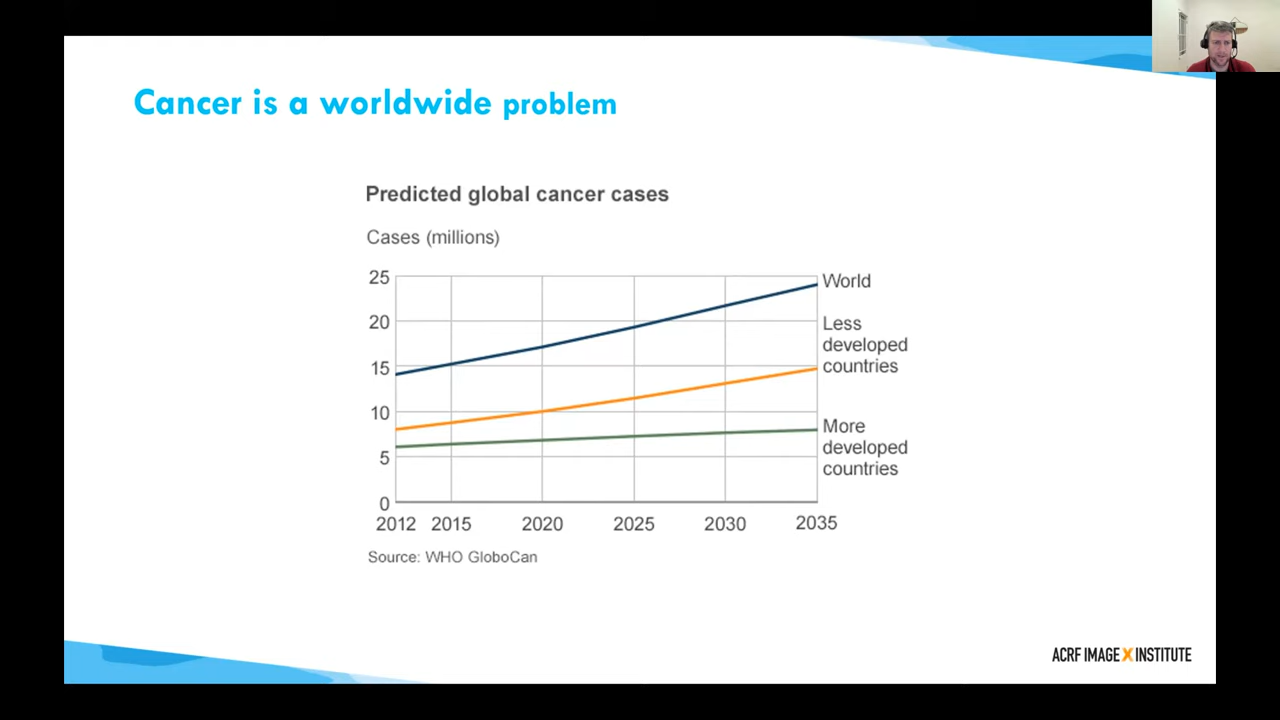 Cancer is a worldwide problem
Predicted global cancer cases
Cases (millions)
25
World
20
Less
developed
countries
15
10
More
developed
countries
5
0
2012 2015 2020 2025 2030 2035
Source: WHO GloboCan
ACRF IMAGE X INSTITUTE